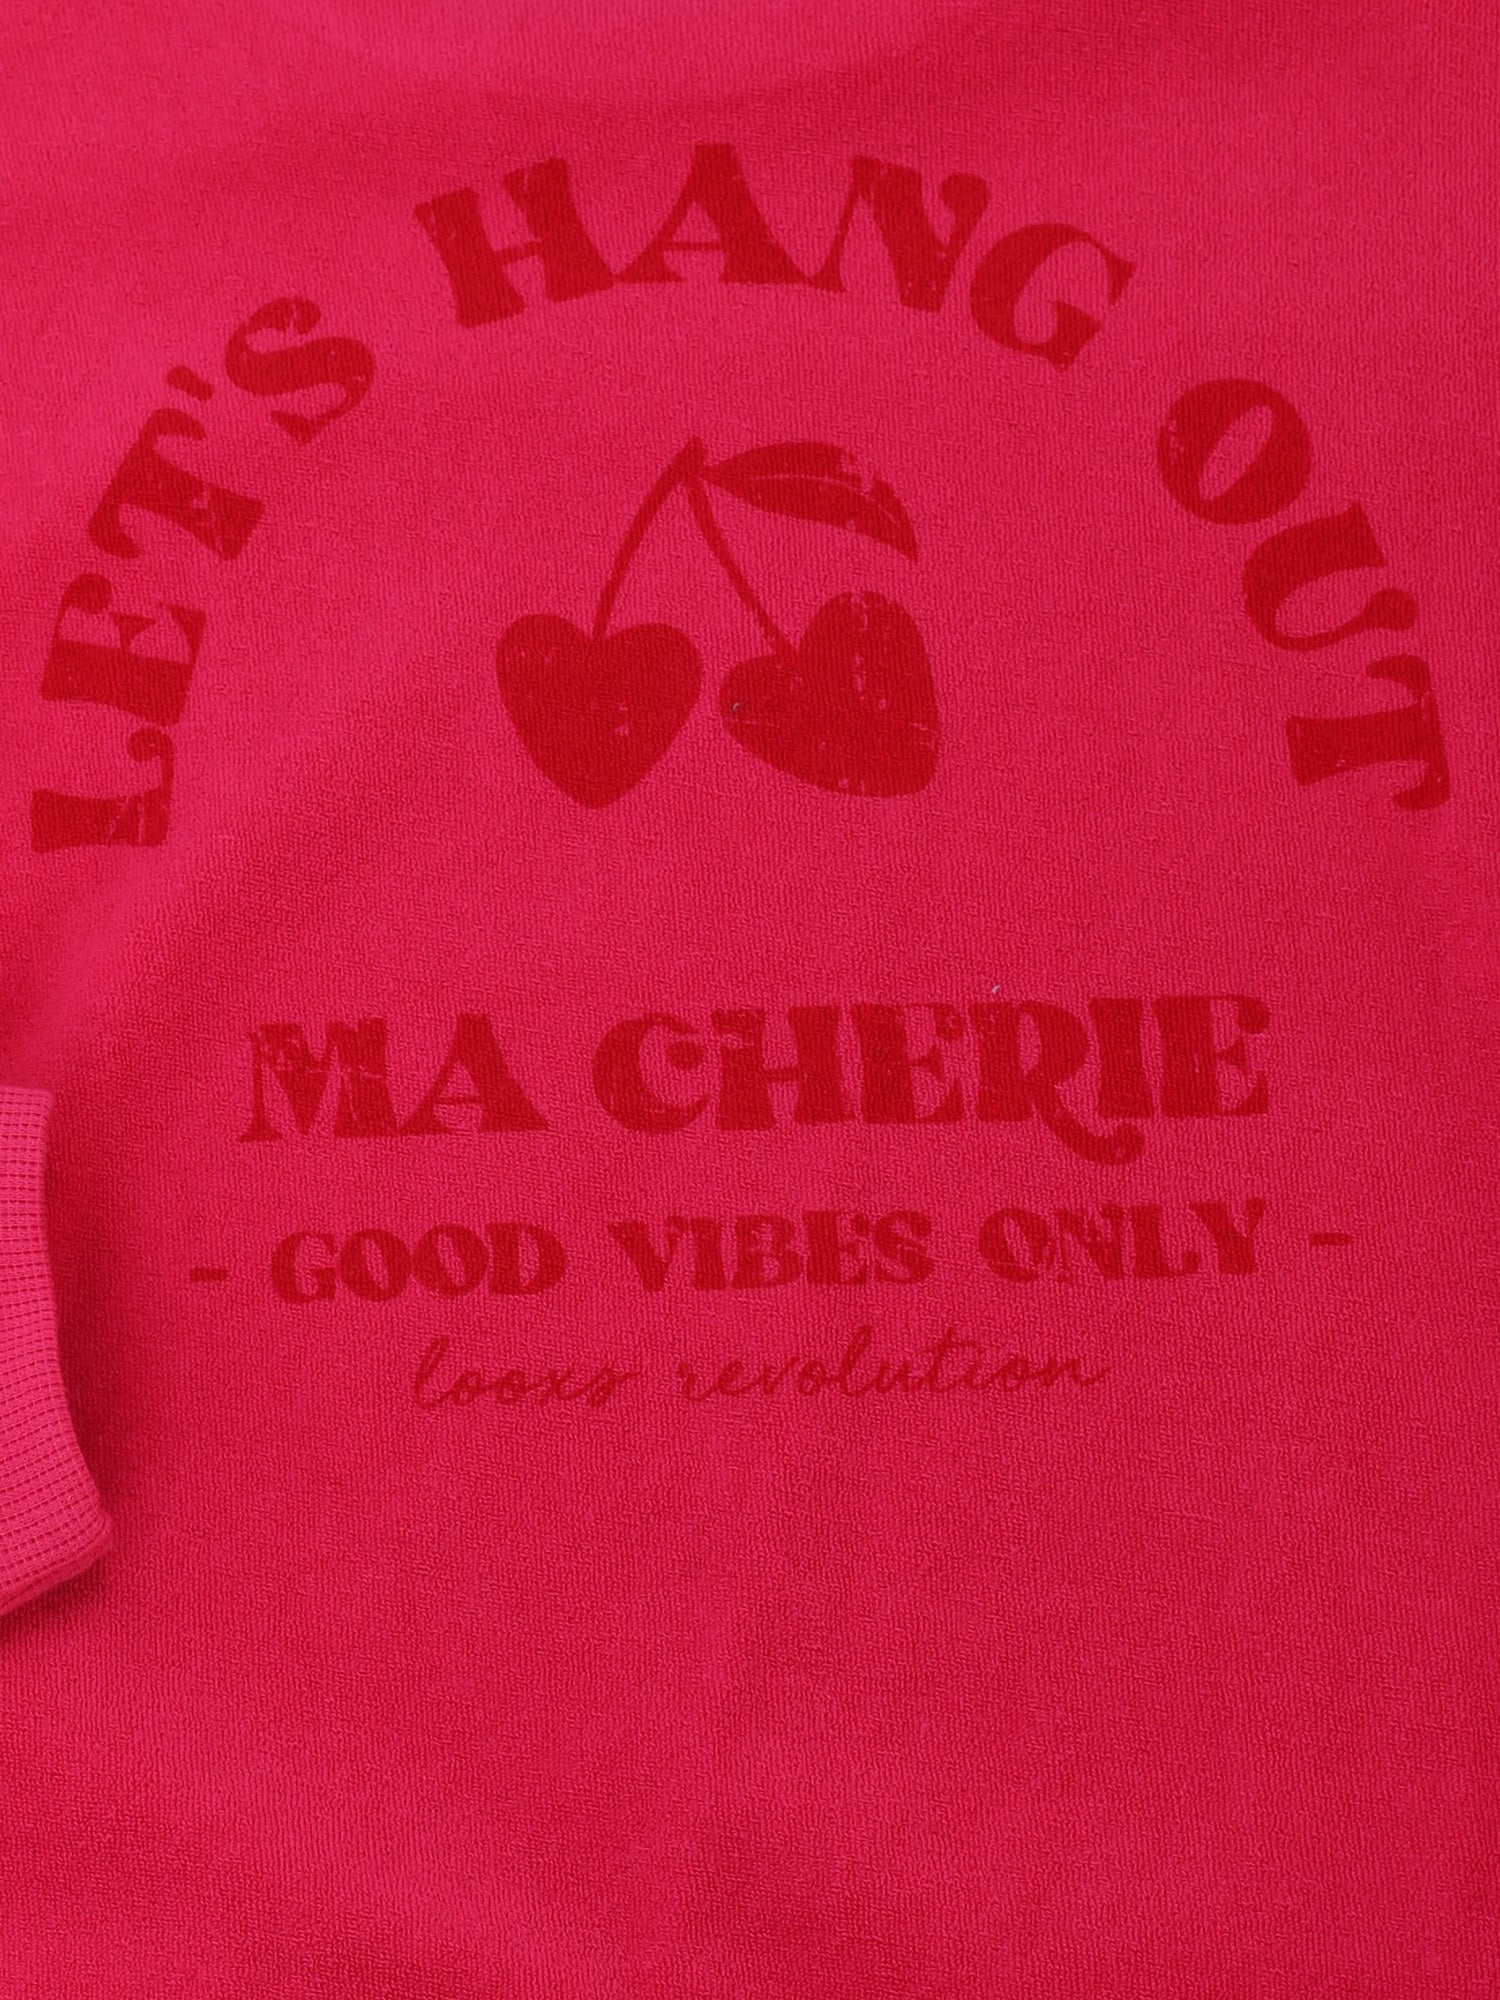 LET'S HANG OUT
MA CHERIE
- GOOD VIBES ONLY -
looxs revolution